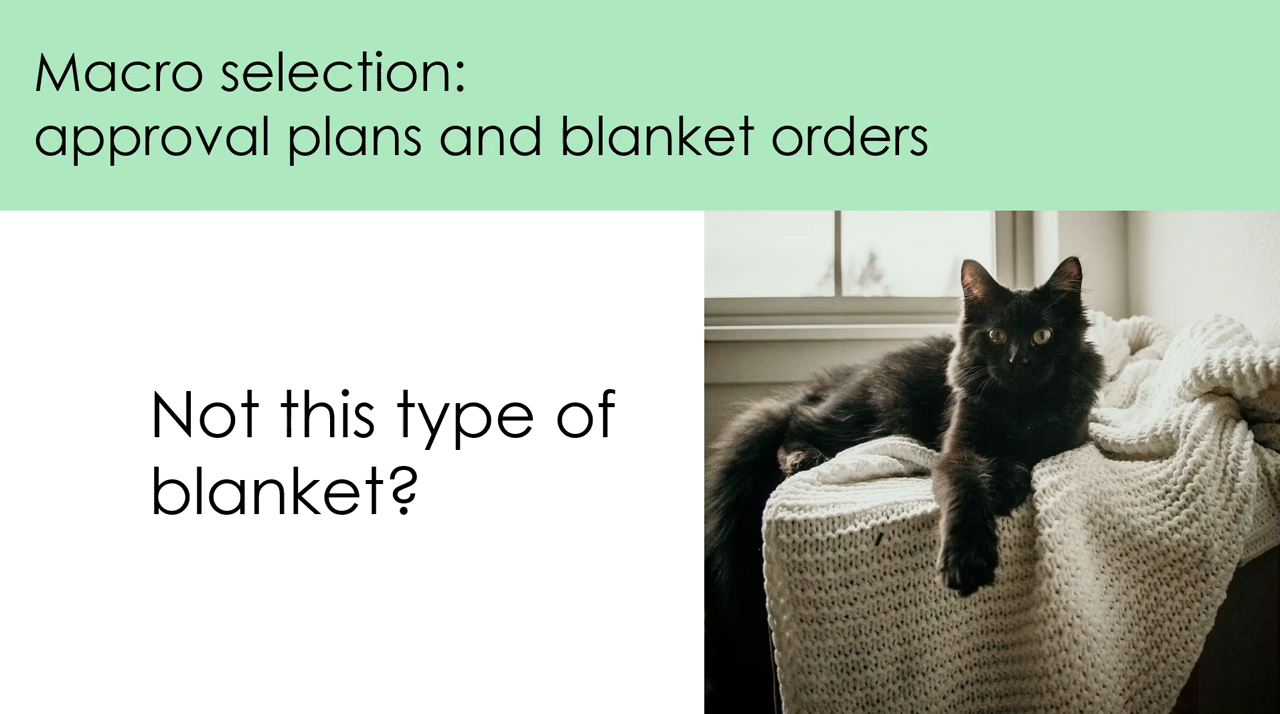 Macro selection:
approval plans and blanket orders
Not this type of
blanket?